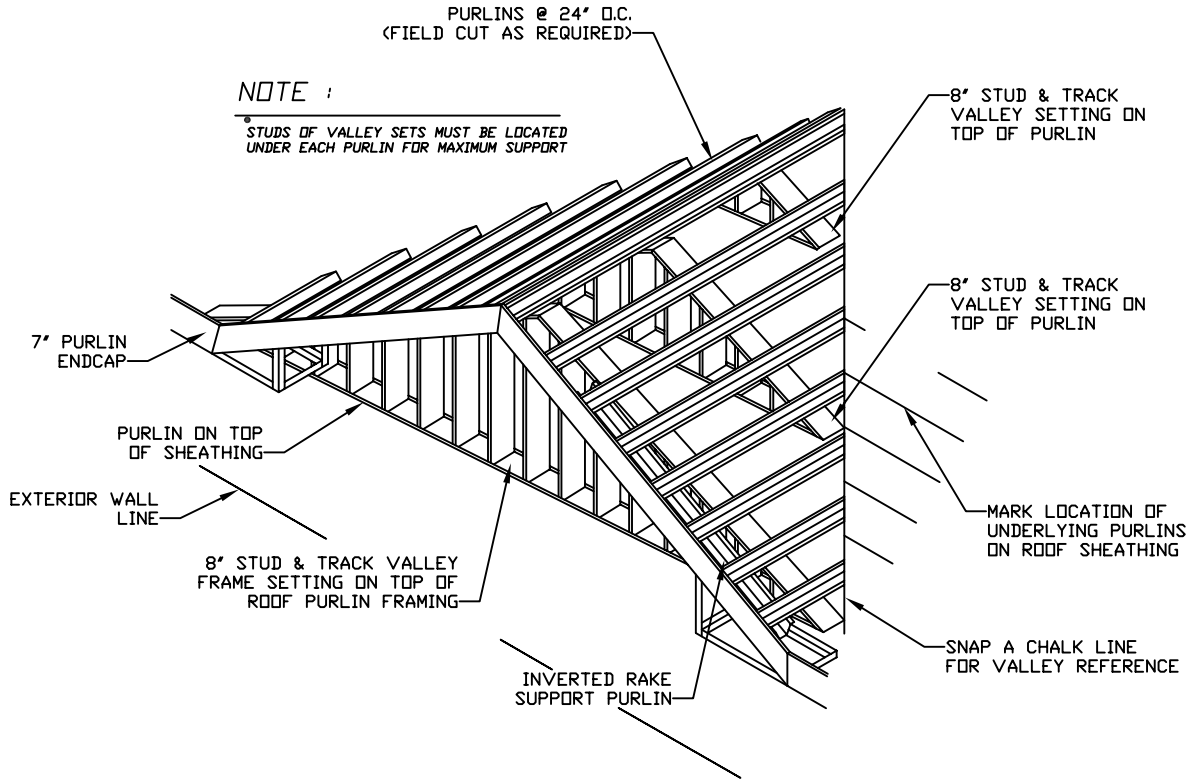 PURLINS @ 24" O.C.
(FIELD CUT AS REQUIRED)
NOTE :
STUDS OF VALLEY SETS MUST BE LOCATED
UNDER EACH PURLIN FOR MAXIMUM SUPPORT
8" STUD & TRACK
VALLEY SETTING ON
TOP OF PURLIN
8" STUD & TRACK
VALLEY SETTING ON
TOP OF PURLIN
7" PURLIN
ENDCAP
PURLIN ON TOP
OF SHEATHING
EXTERIOR WALL
LINE
MARK LOCATION OF
UNDERLYING PURLINS
ON ROOF SHEATHING
8" STUD & TRACK VALLEY
FRAME SETTING ON TOP OF
ROOF PURLIN FRAMING
SNAP A CHALK LINE
FOR VALLEY REFERENCE
INVERTED RAKE
SUPPORT PURLIN